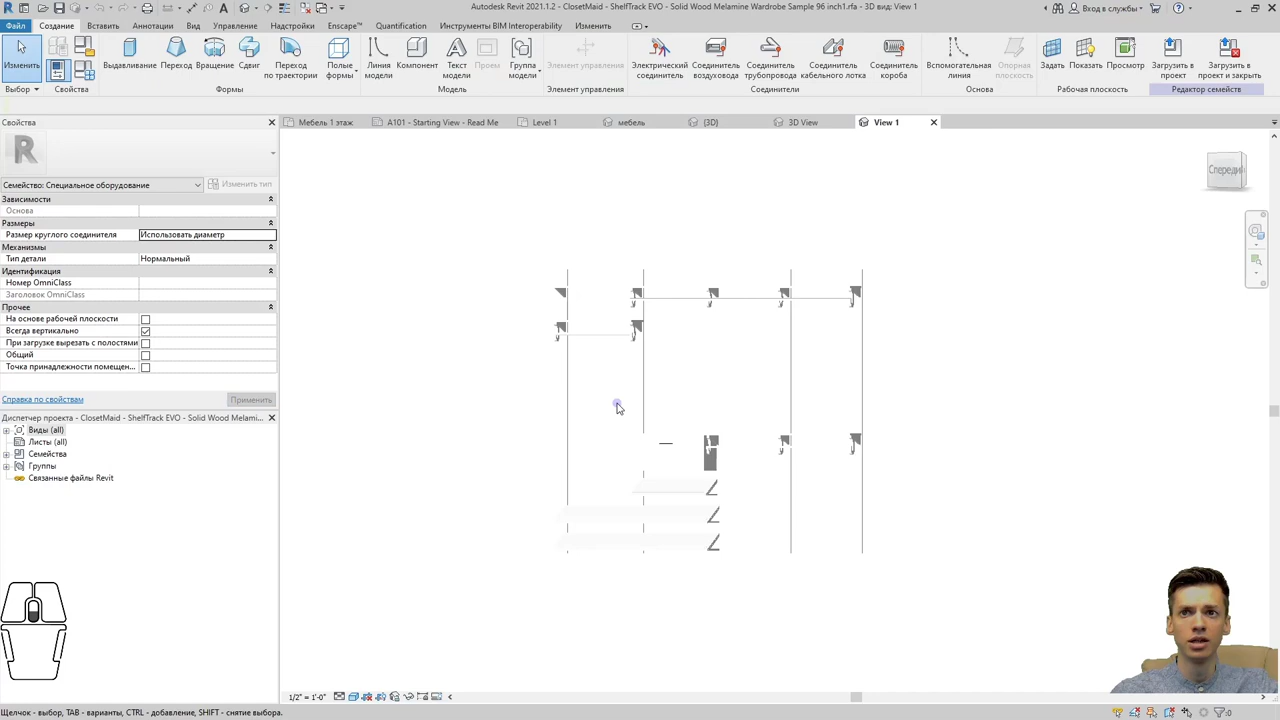 Autodesk Revit 2021.1.2 - ClosetMaid - ShelfTrack EVO - Solid Wood Melamine Wardrobe Sample 96 inch1.rfa - 3D вид: View 1
Вход в службы
Файл Создание Вставить Аннотации Вид Управление Надстройки Enscape™ Quantification Инструменты BIM Interoperability Изменить
Изменить
Выдавливание
Переход
Вращение
Сдвиг
Переход по траектории
Полые формы
Линия модели
Компонент
Текст модели
Проем
Группа модели
Элемент управления
Электрический соединитель
Соединитель воздуховода
Соединитель трубопровода
Соединитель кабельного лотка
Соединитель короба
Вспомогательная линия
Опорная плоскость
Задать
Показать
Просмотр
Загрузить в проект
Загрузить в проект и закрыть
Выбор Свойства Формы Модель Элемент управления Соединители Основа Рабочая плоскость Редактор семейств
Свойства
Мебель 1 этаж A101 - Starting View - Read Me Level 1 мебель {3D} 3D View View 1
R
Семейство: Специальное оборудование Изменить тип
Зависимости
Основа
Размеры
Размер круглого соединителя Использовать диаметр
Механизмы
Тип детали Нормальный
Идентификация
Номер OmniClass
Заголовок OmniClass
Прочее
На основе рабочей плоскости
Всегда вертикально
При загрузке вырезать с полостями
Общий
Точка принадлежности помещен...
Справка по свойствам Применить
Диспетчер проекта - ClosetMaid - ShelfTrack EVO - Solid Wood Melami...
Виды (all)
Листы (all)
Семейства
Группы
Связанные файлы Revit
Спереди
1/2" = 1'-0"
Щелчок - выбор, TAB - варианты, CTRL - добавление, SHIFT - снятие выбора.
:0